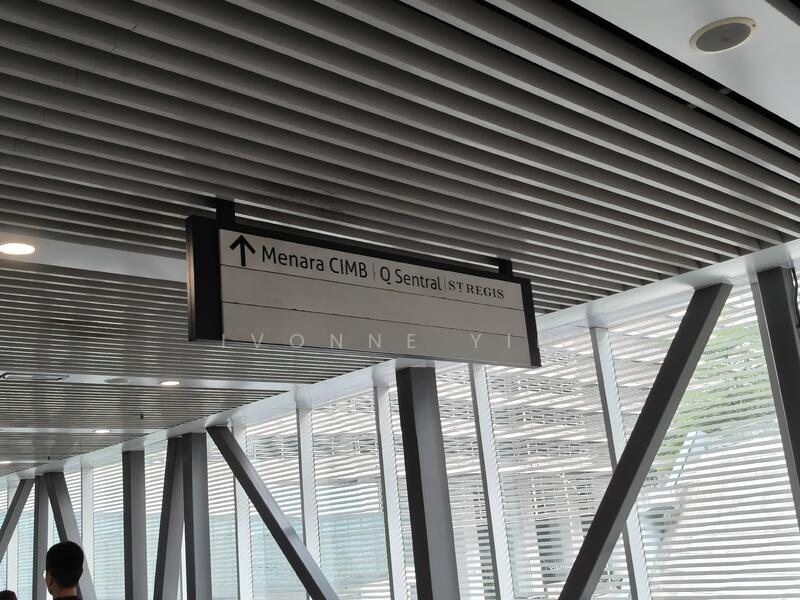 ↑ Menara CIMB | Q Sentral | ST. REGIS
IVONNE YI